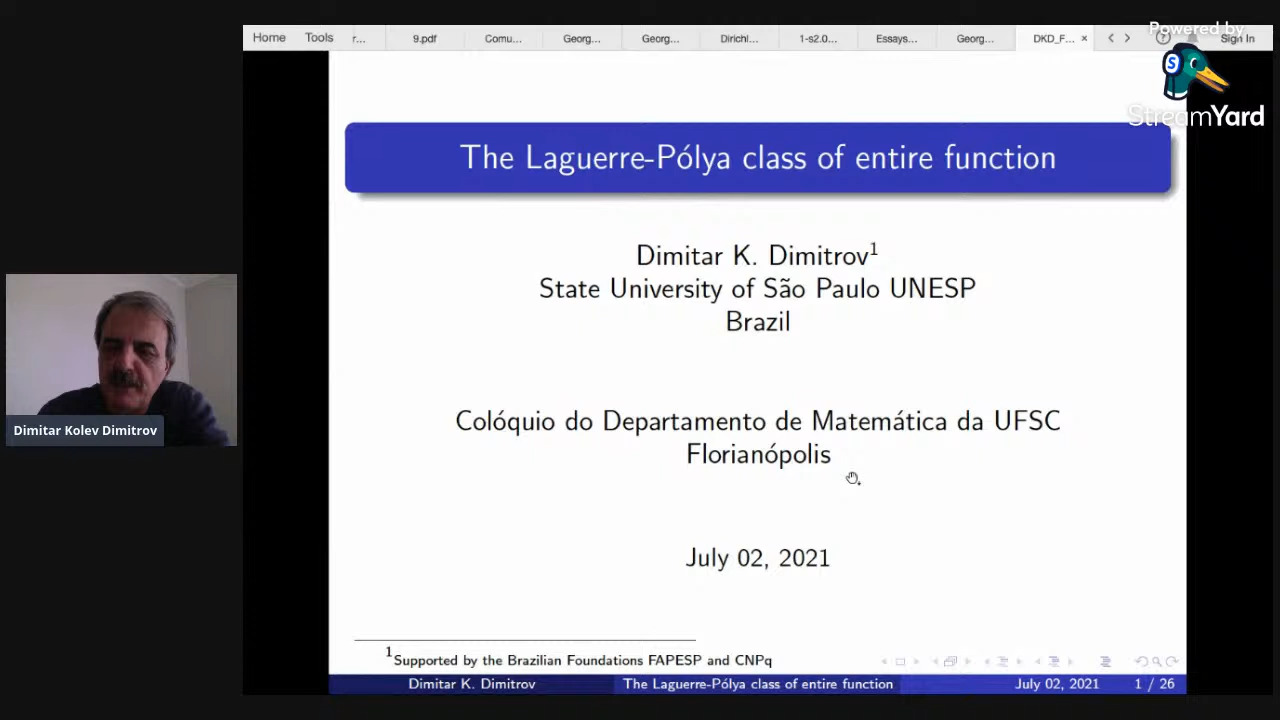 Home Tools r... 9.pdf Comu... Georg... Georg... Dirichl... 1-s2.0... Essays... Georg... DKD_F... × Sign In
Powered by
StreamYard
The Laguerre-Pólya class of entire function
Dimitar K. Dimitrov1
State University of São Paulo UNESP
Brazil
Colóquio do Departamento de Matemática da UFSC
Florianópolis
July 02, 2021
Dimitar Kolev Dimitrov
1Supported by the Brazilian Foundations FAPESP and CNPq
Dimitar K. Dimitrov The Laguerre-Pólya class of entire function July 02, 2021 1 / 26